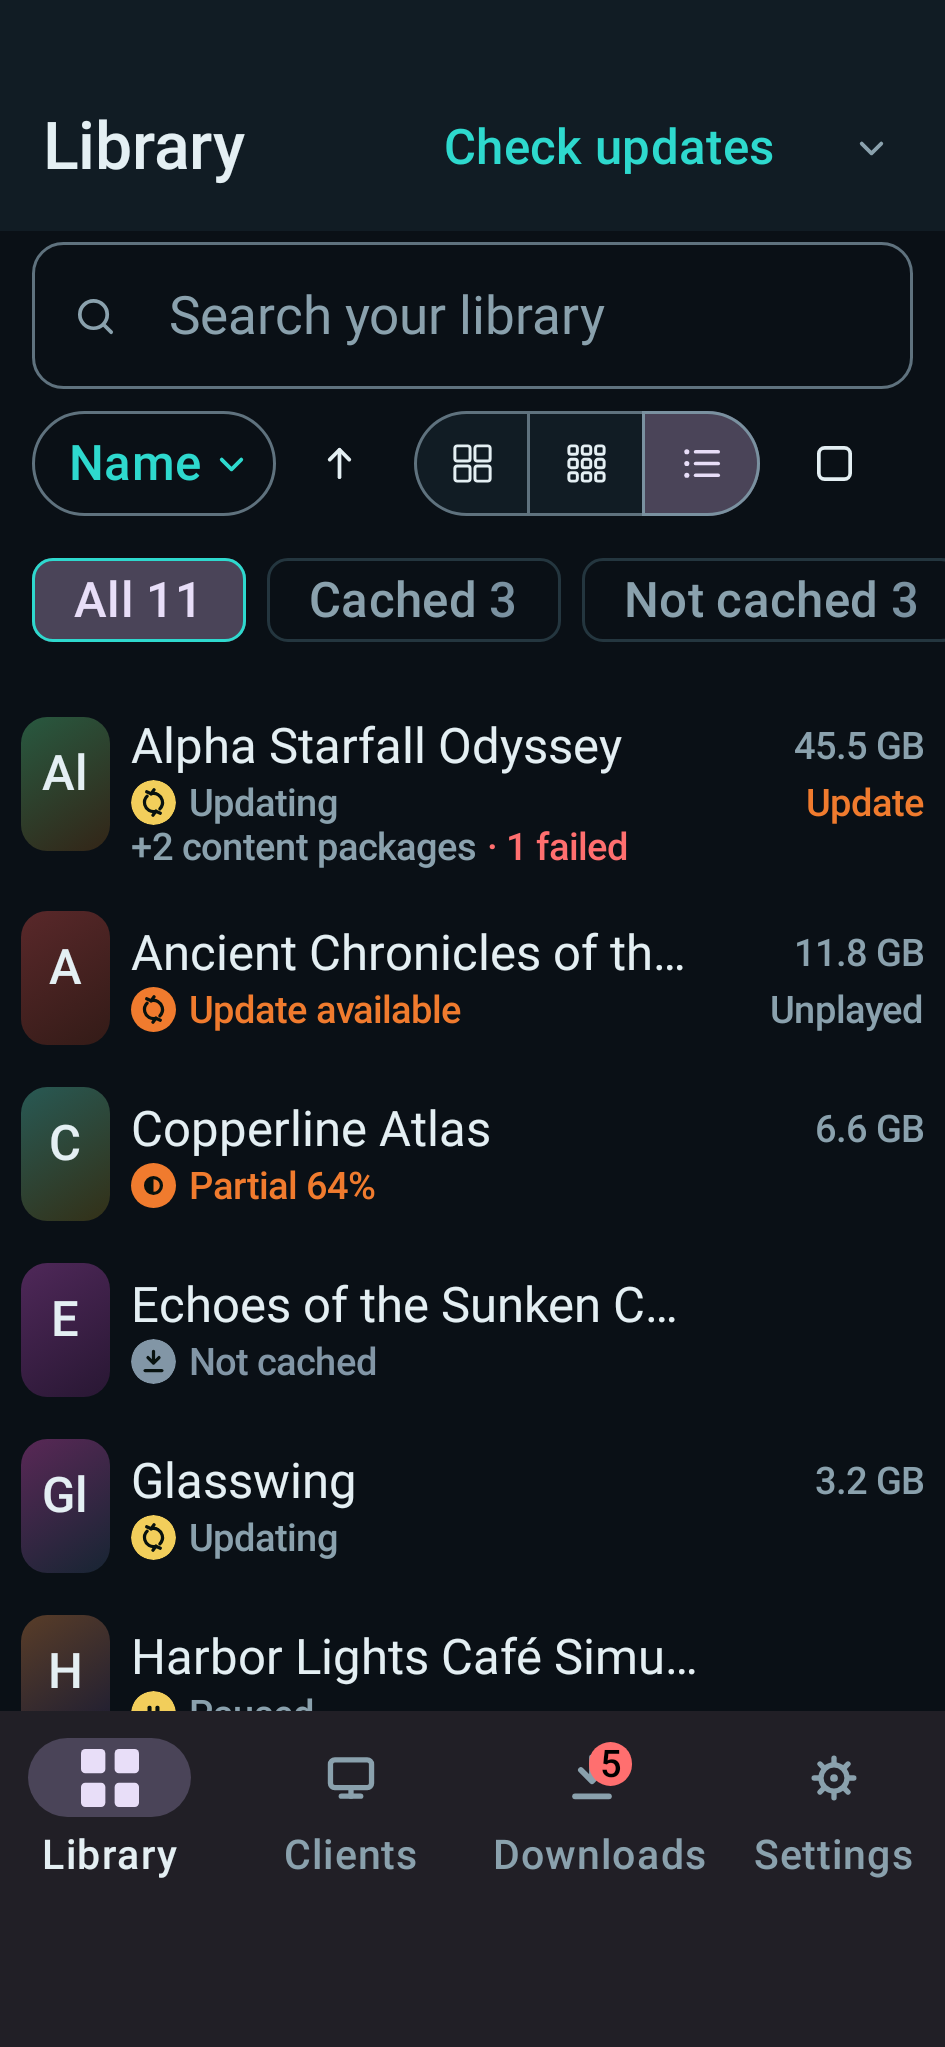 Library
Check updates
Search your library
Name
All 11
Cached 3
Not cached 3
Al
Alpha Starfall Odyssey
45.5 GB
Updating
Update
+2 content packages · 1 failed
A
Ancient Chronicles of th…
11.8 GB
Update available
Unplayed
C
Copperline Atlas
6.6 GB
Partial 64%
E
Echoes of the Sunken C…
Not cached
Gl
Glasswing
3.2 GB
Updating
H
Harbor Lights Café Simu…
Paused
5
Library
Clients
Downloads
Settings